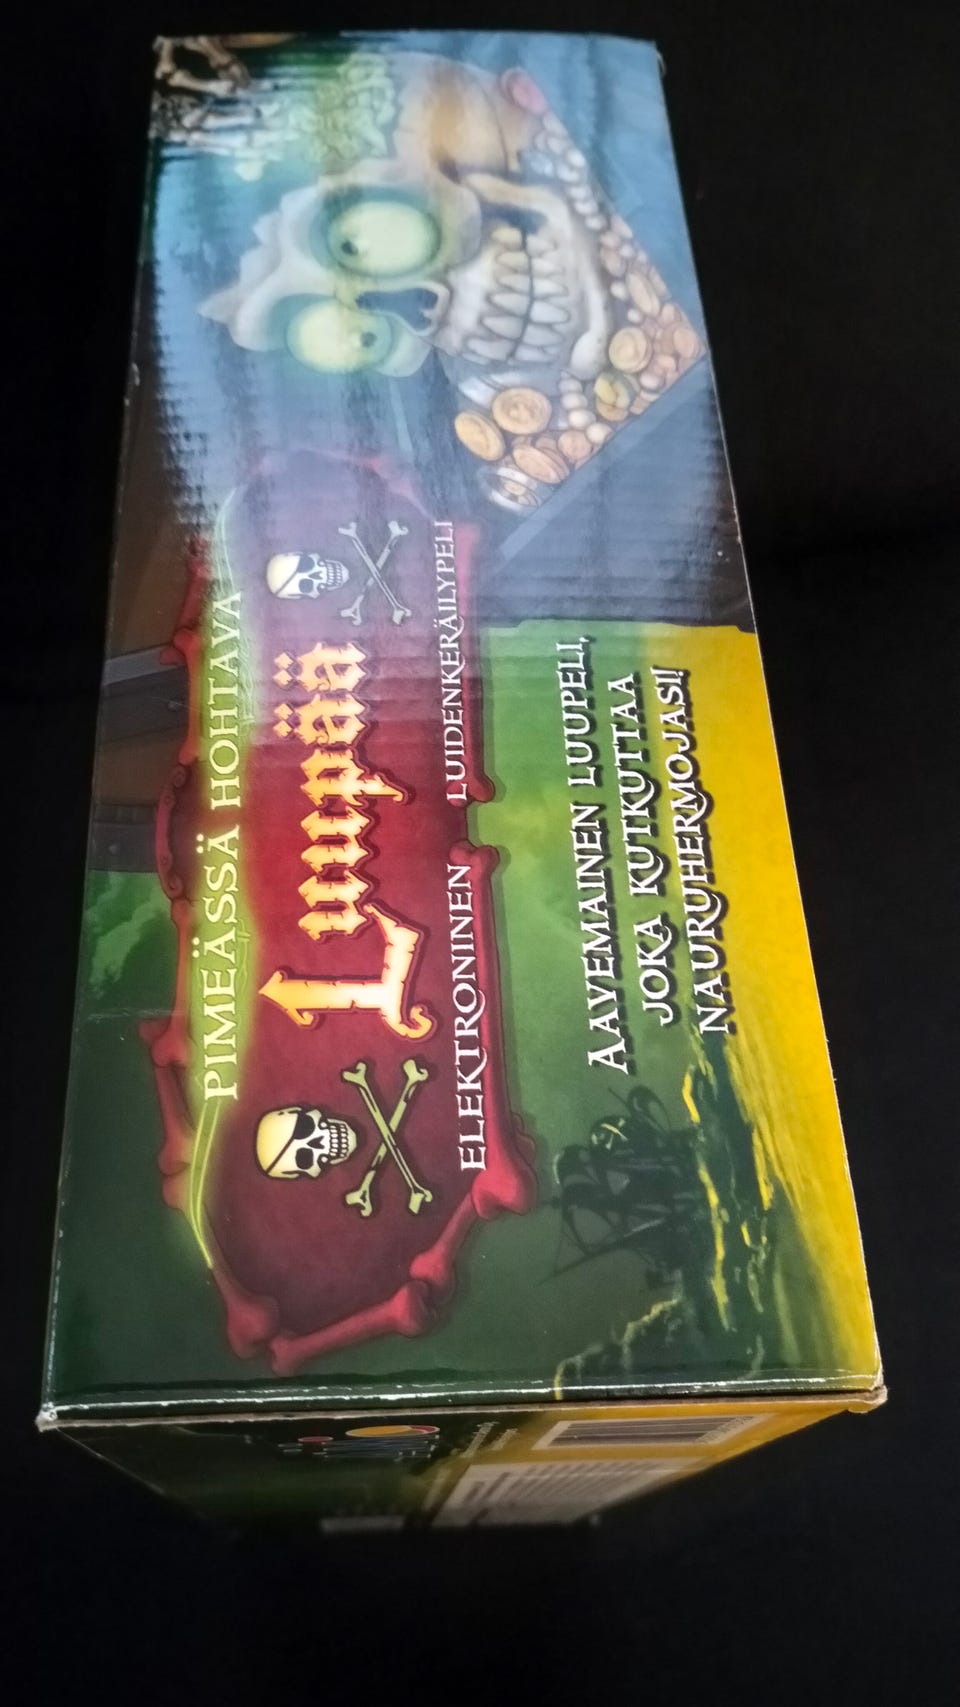 PIMEÄSSÄ HOHTAVA
Luupää
ELEKTRONINEN LUIDENKERÄILYPELI
AAVEMAINEN LUUPELI,
JOKA KUTKUTTAA
NAURUHERMOJASI!